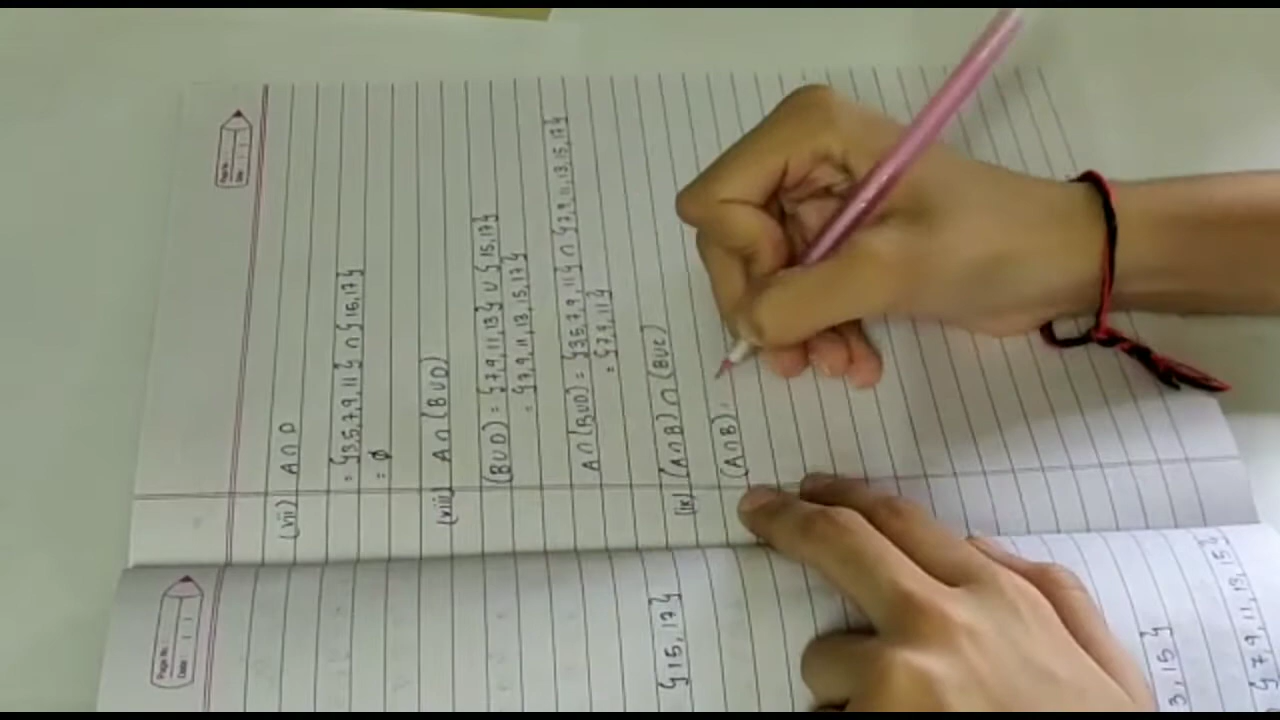 (vii) A∩D
= {3,5,7,9,11} ∩ {15,17}
= ϕ
(viii) A∩(B∪D)
(B∪D) = {7,9,11,13} ∪ {15,17}
= {7,9,11,13,15,17}
A∩(B∪D) = {3,5,7,9,11} ∩ {7,9,11,13,15,17}
= {7,9,11}
(ix) (A∩B)∩(B∪C)
(A∩B)
{15,17}
3,15}
{7,9,11,13,15}